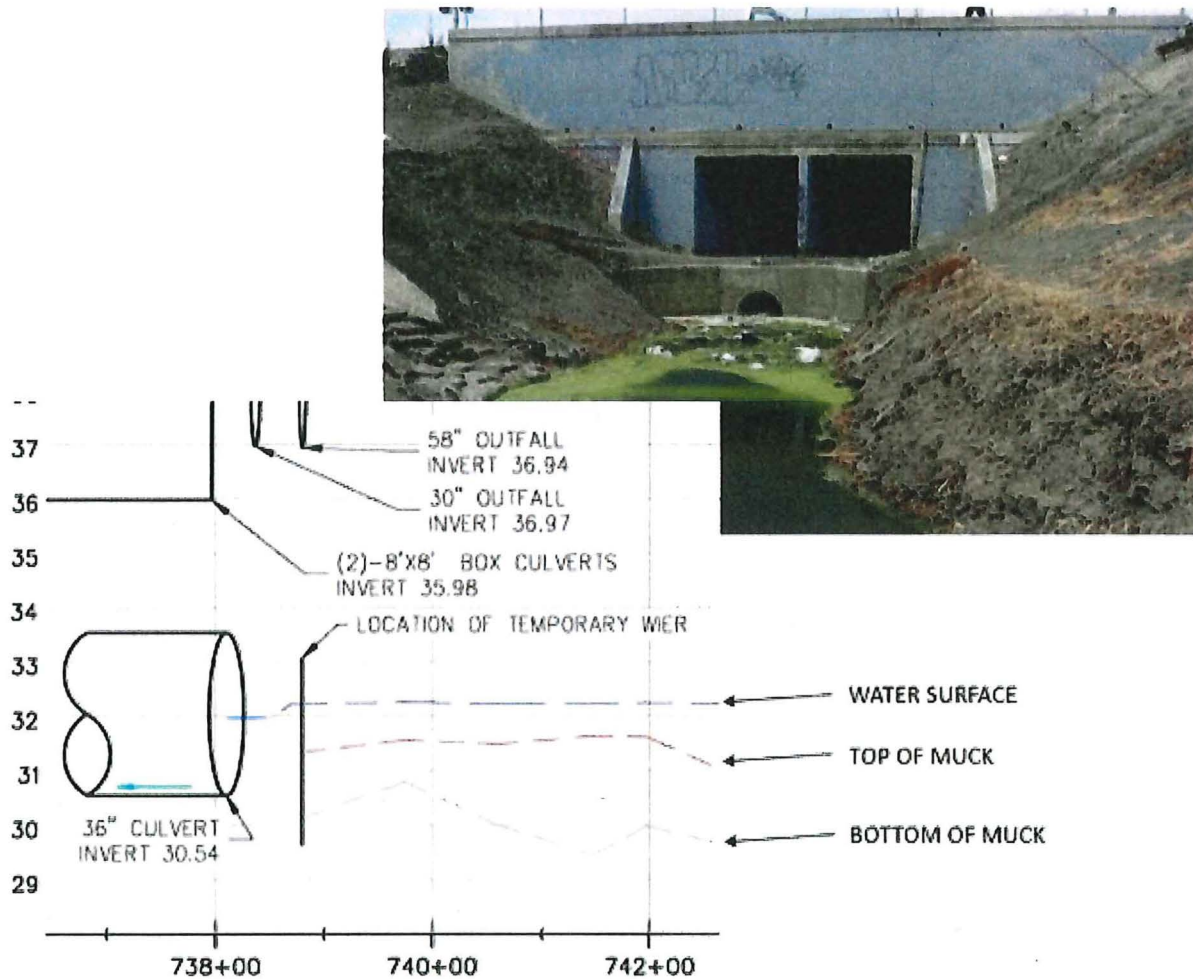 37
36
35
34
33
32
31
30
29
58" OUTFALL
INVERT 36.94
30" OUTFALL
INVERT 36.97
(2)-8'X8' BOX CULVERTS
INVERT 35.98
LOCATION OF TEMPORARY WIER
WATER SURFACE
TOP OF MUCK
BOTTOM OF MUCK
36" CULVERT
INVERT 30.54
738+00
740+00
742+00